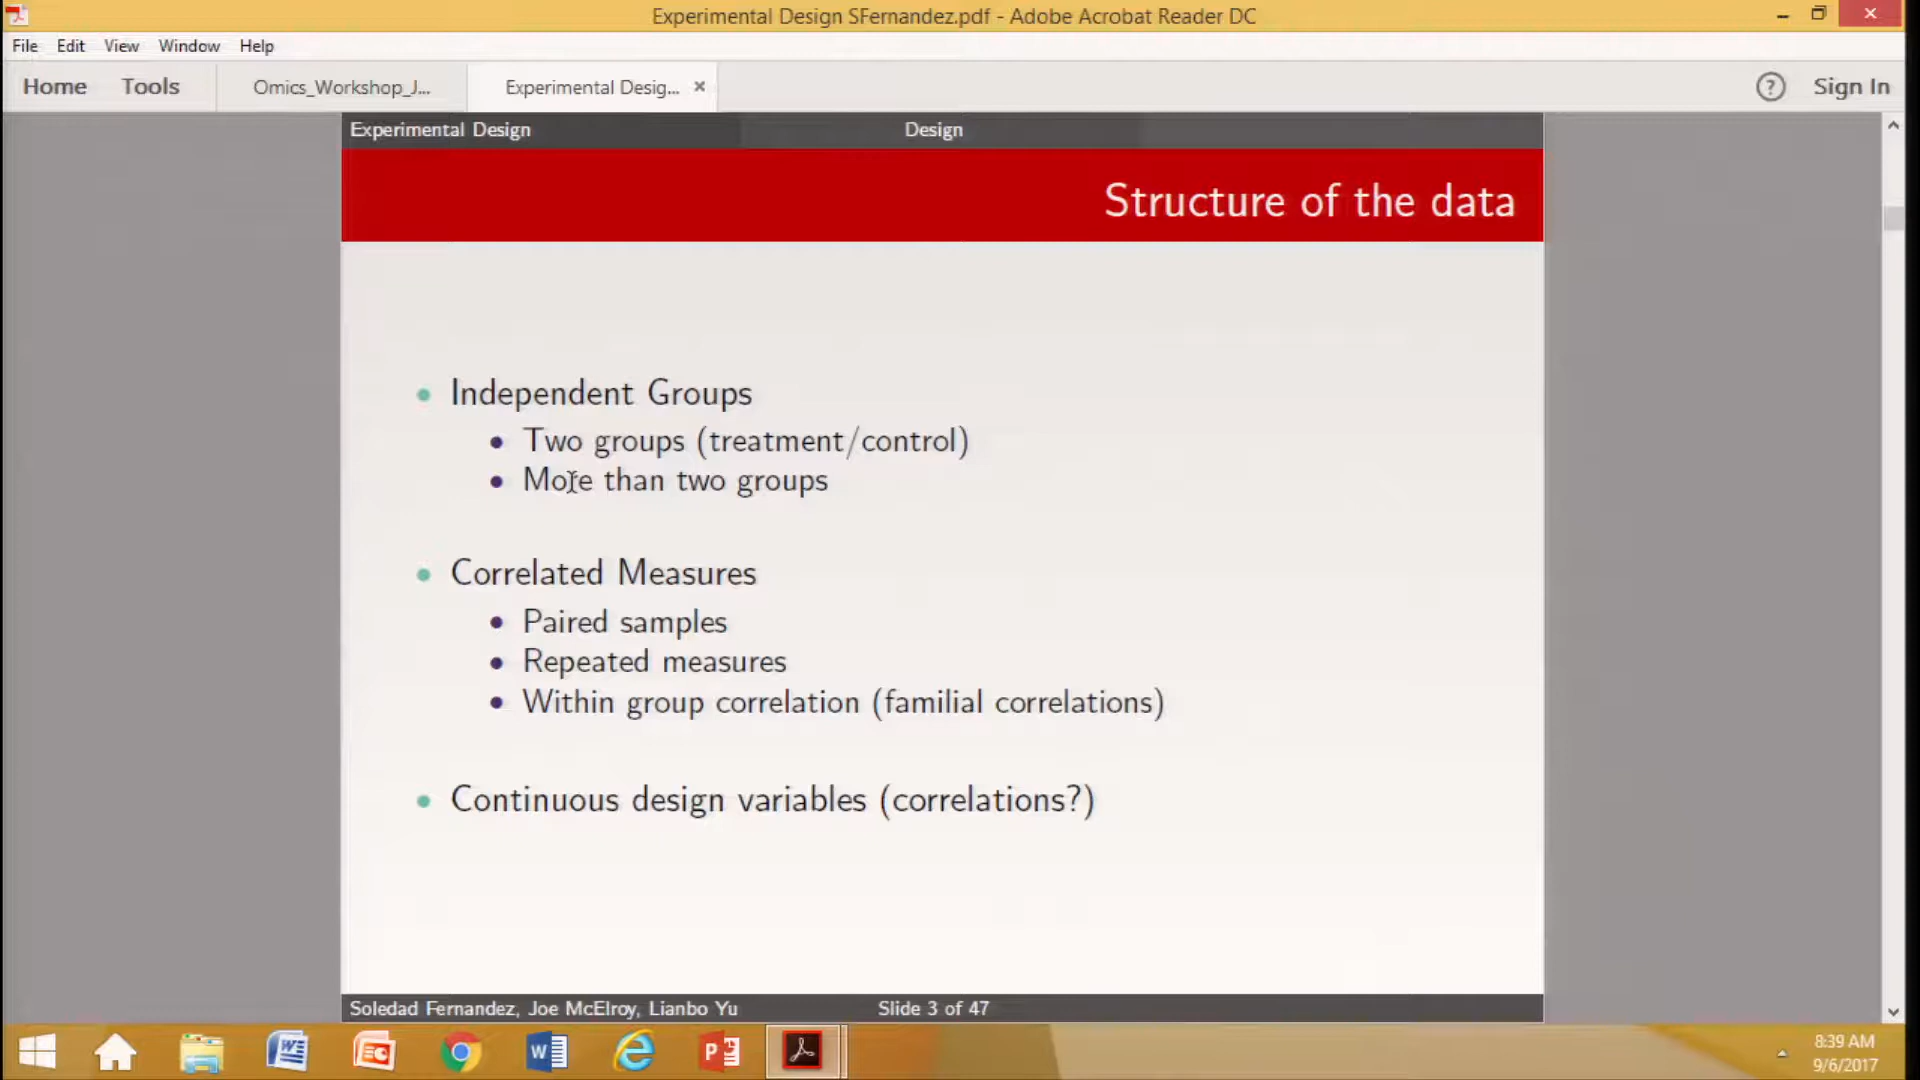 Experimental Design SFernandez.pdf - Adobe Acrobat Reader DC
File Edit View Window Help
Home Tools Omics_Workshop_J... Experimental Desig... × ? Sign In
Experimental Design Design
Structure of the data
Independent Groups
Two groups (treatment/control)
More than two groups
Correlated Measures
Paired samples
Repeated measures
Within group correlation (familial correlations)
Continuous design variables (correlations?)
Soledad Fernandez, Joe McElroy, Lianbo Yu Slide 3 of 47
8:39 AM
9/6/2017